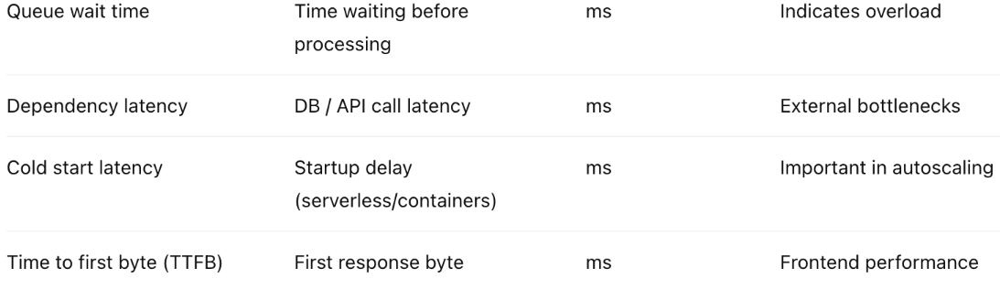 Queue wait time Time waiting before processing ms Indicates overload
Dependency latency DB / API call latency ms External bottlenecks
Cold start latency Startup delay (serverless/containers) ms Important in autoscaling
Time to first byte (TTFB) First response byte ms Frontend performance